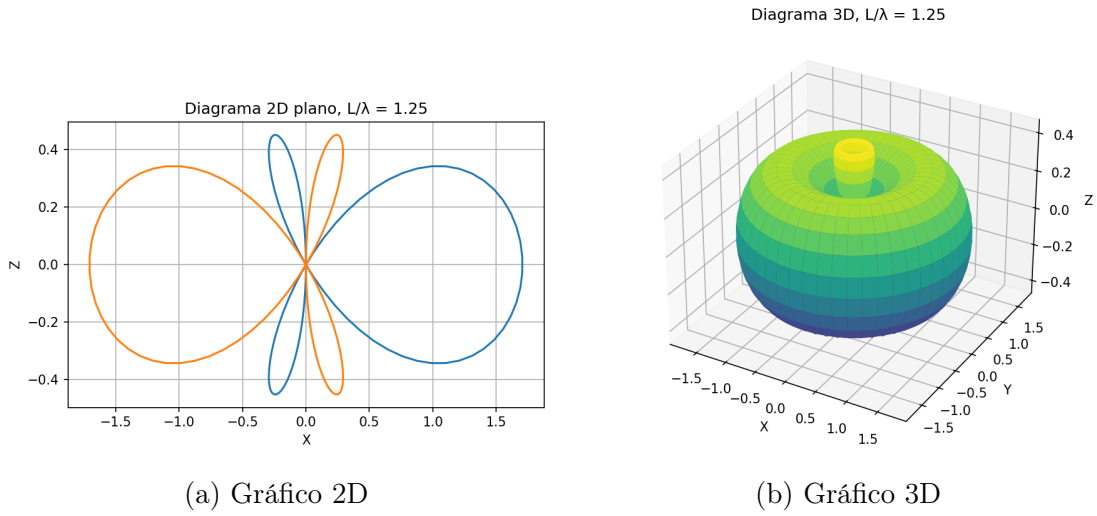 Diagrama 2D plano, L/λ = 1.25
0.4
0.2
0.0
−0.2
−0.4
Z
−1.5 −1.0 −0.5 0.0 0.5 1.0 1.5
X
(a) Gráfico 2D
Diagrama 3D, L/λ = 1.25
0.4
0.2
0.0
−0.2
−0.4
Z
−1.5 −1.0 −0.5 0.0 0.5 1.0 1.5
X
1.5
1.0
0.5
0.0
−0.5
−1.0
−1.5
Y
(b) Gráfico 3D